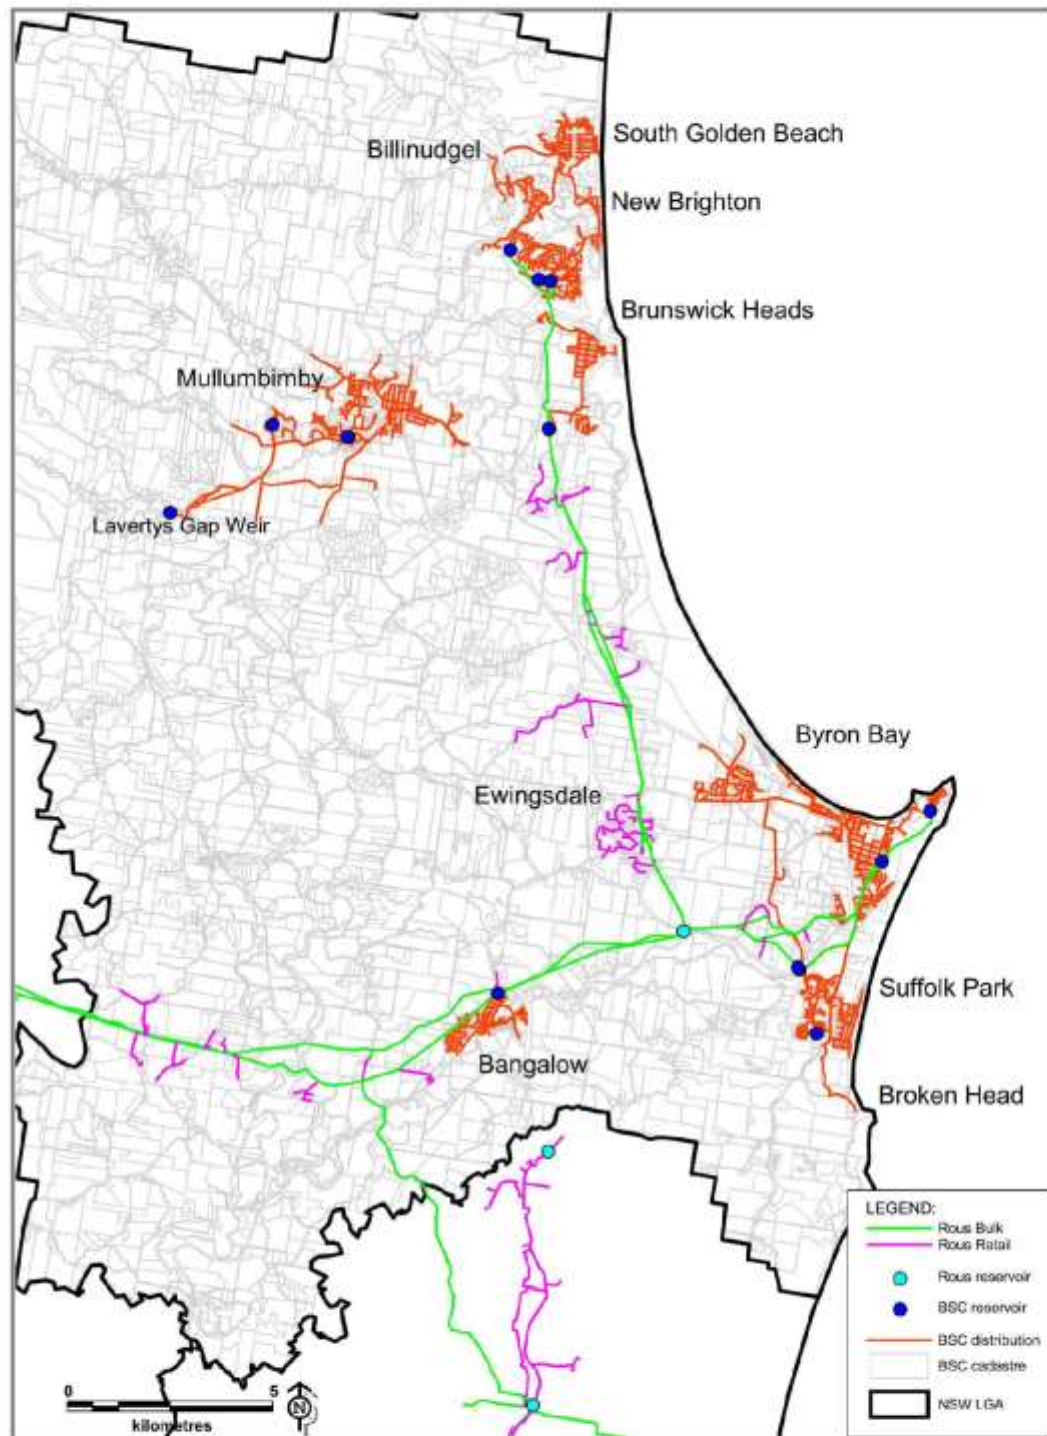 South Golden Beach
Billinudgel
New Brighton
Brunswick Heads
Mullumbimby
Lavertys Gap Weir
Byron Bay
Ewingsdale
Suffolk Park
Bangalow
Broken Head
LEGEND:
Rous Bulk
Rous Retail
Rous reservoir
BSC reservoir
BSC distribution
BSC cadastre
NSW LGA
0 5
kilometres
N